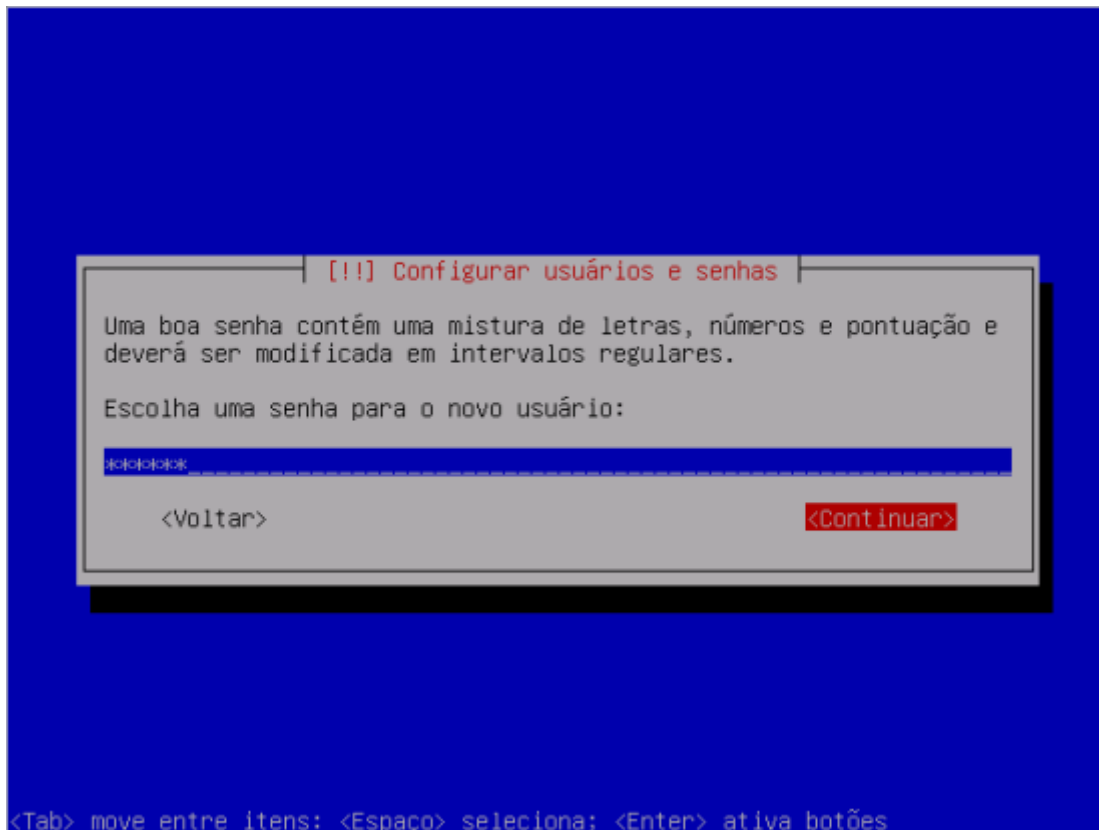 [!!] Configurar usuários e senhas
Uma boa senha contém uma mistura de letras, números e pontuação e
deverá ser modificada em intervalos regulares.
Escolha uma senha para o novo usuário:
******
<Voltar> <Continuar>
<Tab> move entre itens; <Espaço> seleciona; <Enter> ativa botões